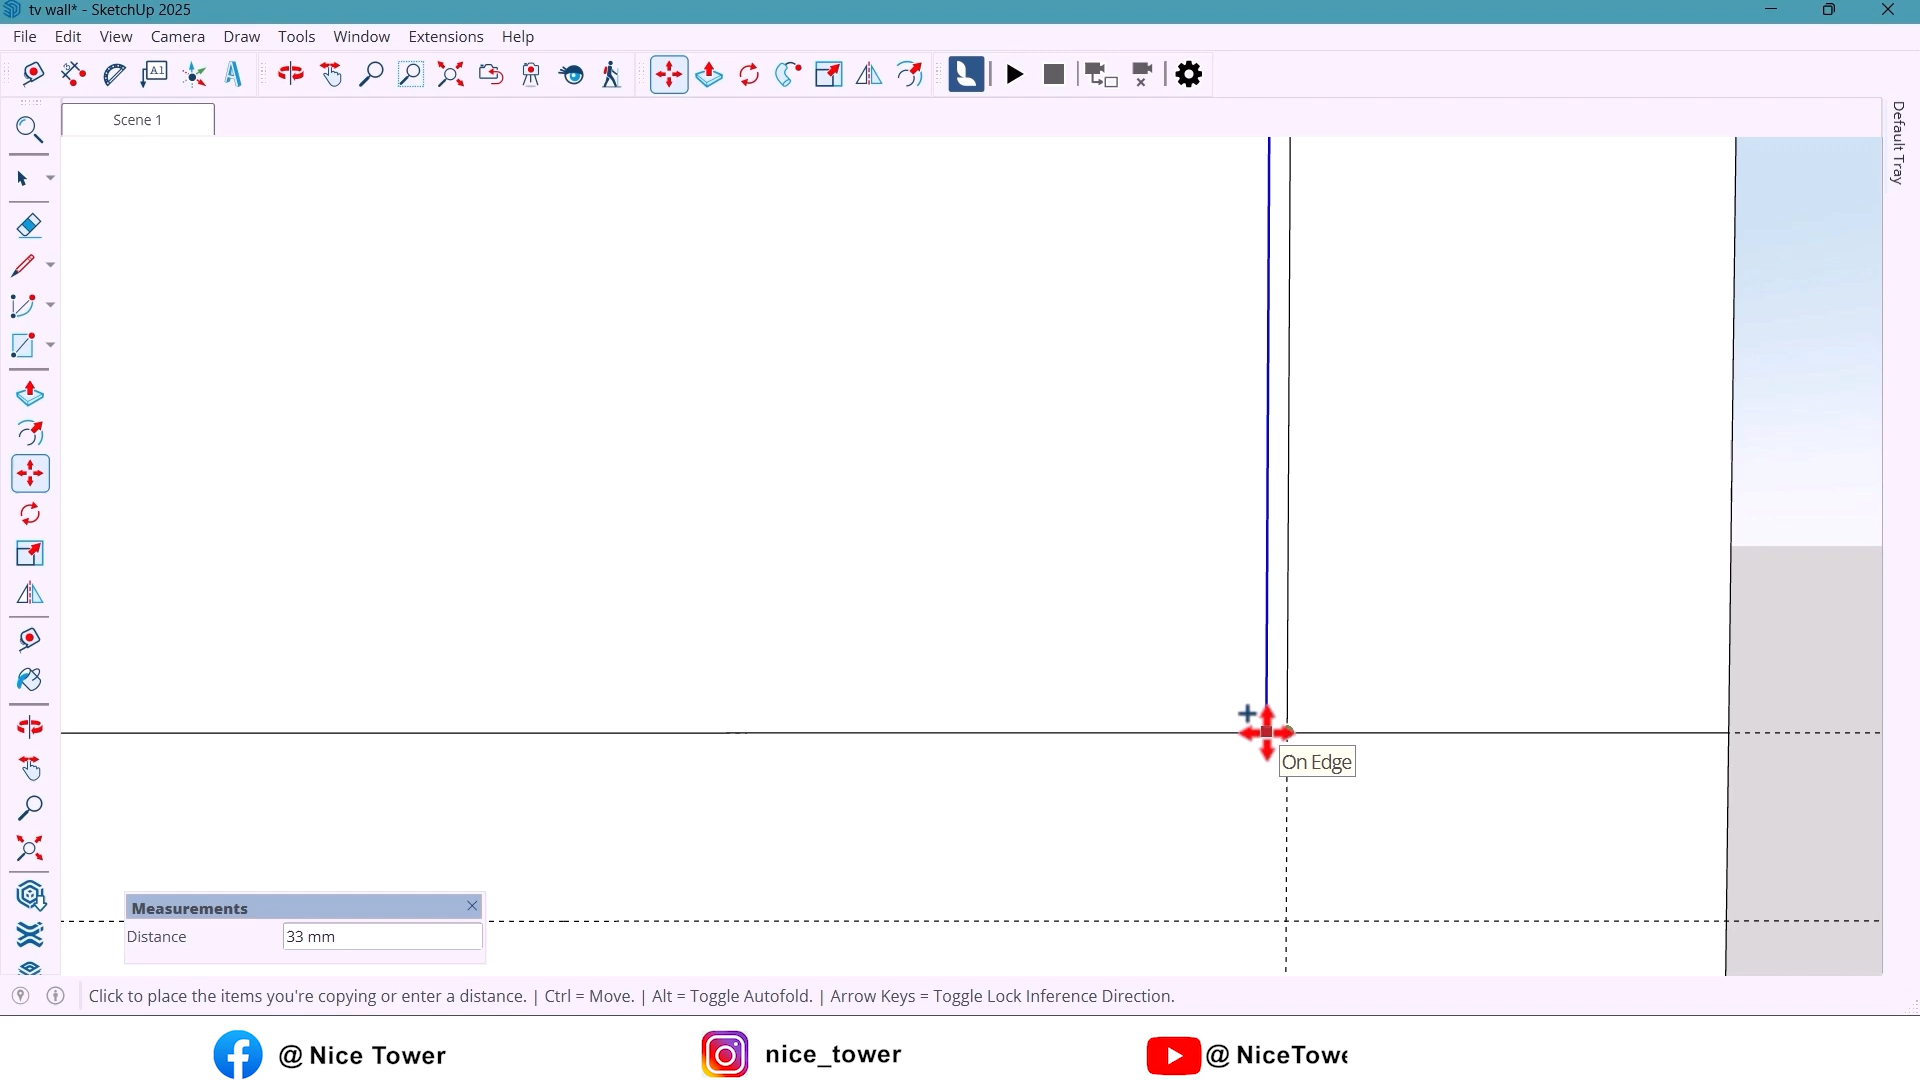 tv wall* - SketchUp 2025
File Edit View Camera Draw Tools Window Extensions Help
A1
Scene 1
Default Tray
On Edge
Measurements
Distance 33 mm
Click to place the items you're copying or enter a distance. | Ctrl = Move. | Alt = Toggle Autofold. | Arrow Keys = Toggle Lock Inference Direction.
@ Nice Tower nice_tower @ NiceTowe